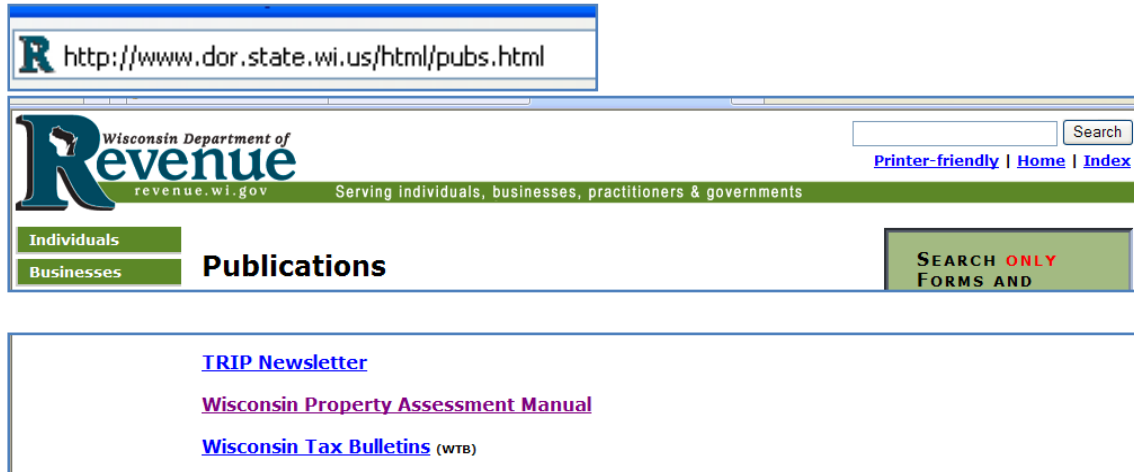 http://www.dor.state.wi.us/html/pubs.html
Wisconsin Department of
Revenue
revenue.wi.gov
Serving individuals, businesses, practitioners & governments
Search
Printer-friendly | Home | Index
Individuals
Businesses
Publications
SEARCH ONLY
FORMS AND
TRIP Newsletter
Wisconsin Property Assessment Manual
Wisconsin Tax Bulletins (WTB)